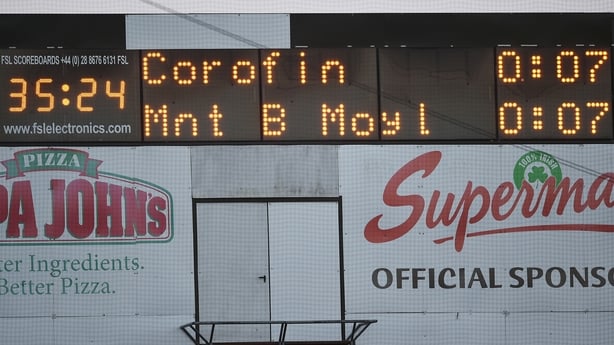 FSL SCOREBOARDS +44 (0) 28 8676 6131 FSL
Corofin 0:07
35:24
Mnt B Moyl 0:07
www.fslelectronics.com
PIZZA
PA JOHN'S
ter Ingredients.
Better Pizza.
100% IRISH
Superma
OFFICIAL SPONSO